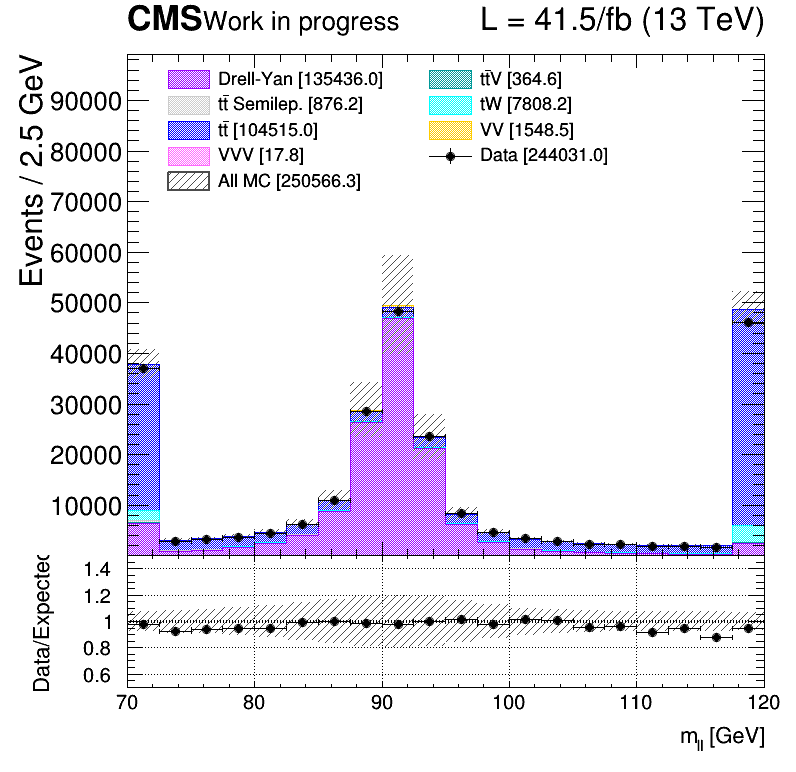 CMS Work in progress L = 41.5/fb (13 TeV)
Events / 2.5 GeV
Drell-Yan [135436.0]
tt̄ Semilep. [876.2]
tt̄ [104515.0]
VVV [17.8]
All MC [250566.3]
tt̄V [364.6]
tW [7808.2]
VV [1548.5]
Data [244031.0]
90000
80000
70000
60000
50000
40000
30000
20000
10000
Data/Expected
1.4
1.2
1
0.8
0.6
70 80 90 100 110 120
m_ll [GeV]